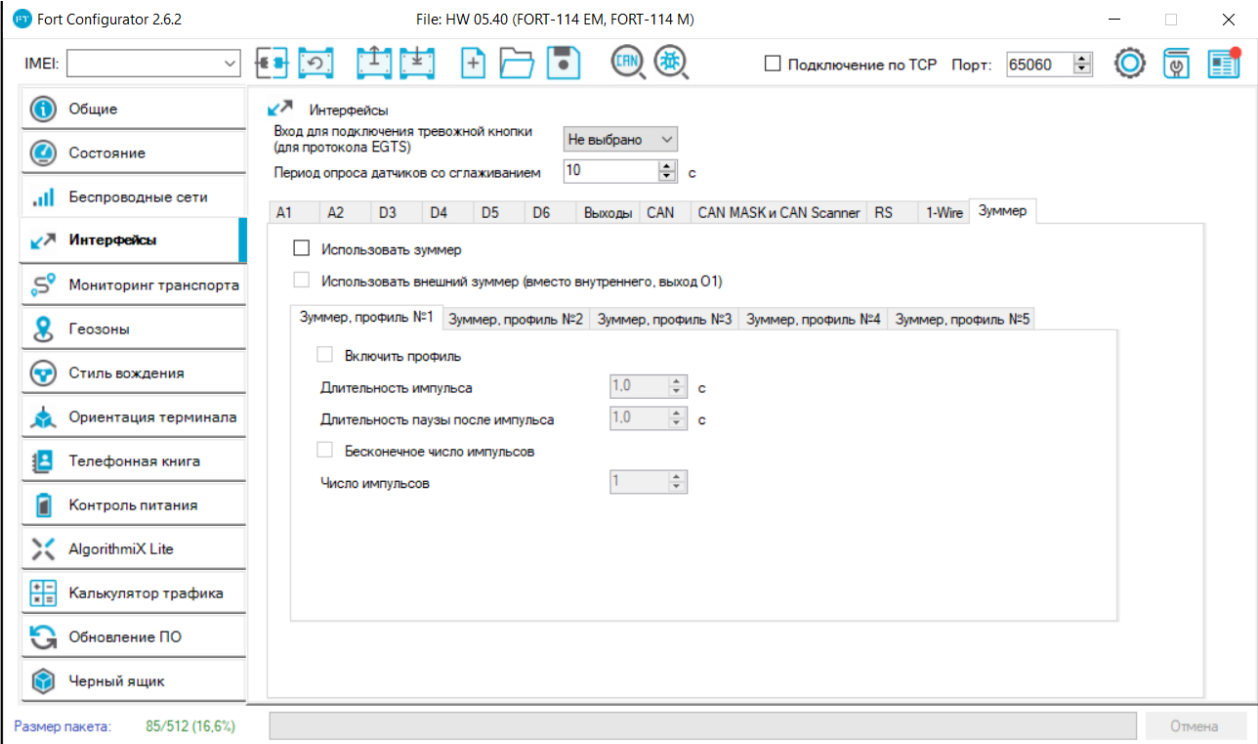 FT Fort Configurator 2.6.2
File: HW 05.40 (FORT-114 EM, FORT-114 M)
IMEI:
CAN
Подключение по TCP Порт: 65060
Общие
Состояние
Беспроводные сети
Интерфейсы
Мониторинг транспорта
Геозоны
Стиль вождения
Ориентация терминала
Телефонная книга
Контроль питания
AlgorithmiX Lite
Калькулятор трафика
Обновление ПО
Черный ящик
Интерфейсы
Вход для подключения тревожной кнопки
(для протокола EGTS)
Не выбрано
Период опроса датчиков со сглаживанием 10 с
A1 A2 D3 D4 D5 D6 Выходы CAN CAN MASK и CAN Scanner RS 1-Wire Зуммер
Использовать зуммер
Использовать внешний зуммер (вместо внутреннего, выход O1)
Зуммер, профиль №1 Зуммер, профиль №2 Зуммер, профиль №3 Зуммер, профиль №4 Зуммер, профиль №5
Включить профиль
Длительность импульса 1,0 с
Длительность паузы после импульса 1,0 с
Бесконечное число импульсов
Число импульсов 1
Размер пакета: 85/512 (16,6%)
Отмена